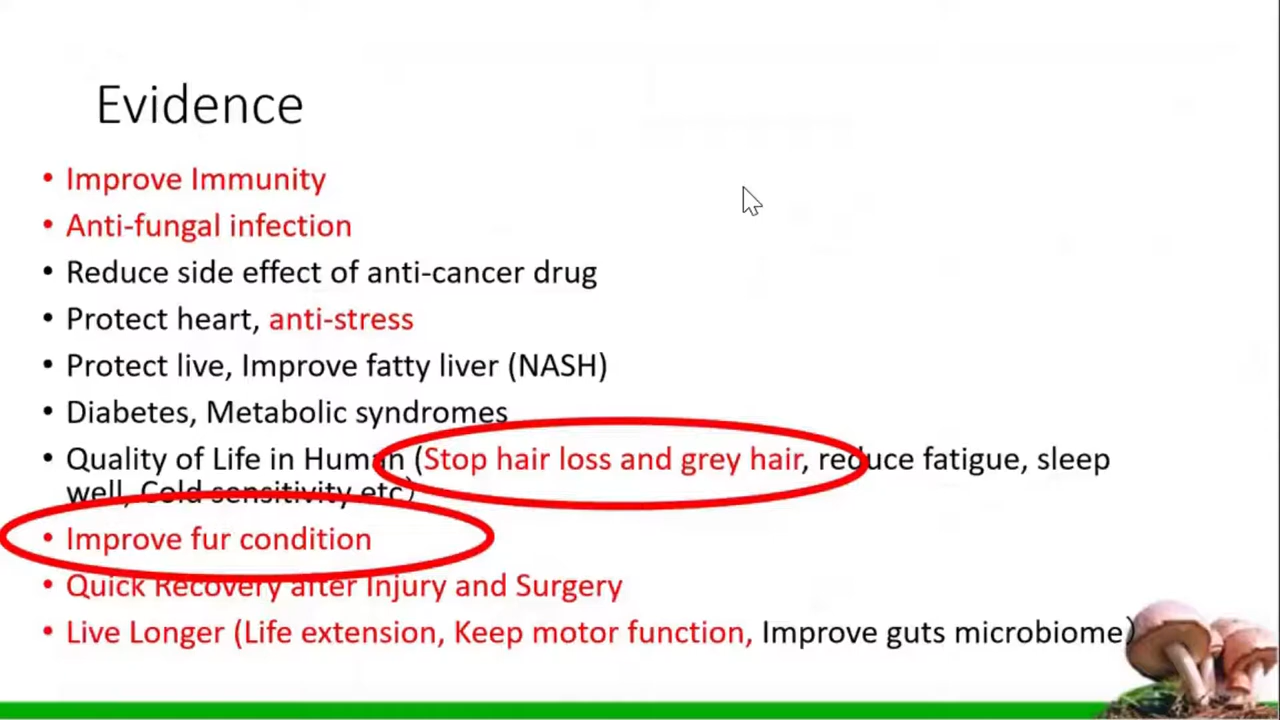 Evidence
• Improve Immunity
• Anti-fungal infection
• Reduce side effect of anti-cancer drug
• Protect heart, anti-stress
• Protect live, Improve fatty liver (NASH)
• Diabetes, Metabolic syndromes
• Quality of Life in Human (Stop hair loss and grey hair, reduce fatigue, sleep
well, Cold sensitivity etc)
• Improve fur condition
• Quick Recovery after Injury and Surgery
• Live Longer (Life extension, Keep motor function, Improve guts microbiome)